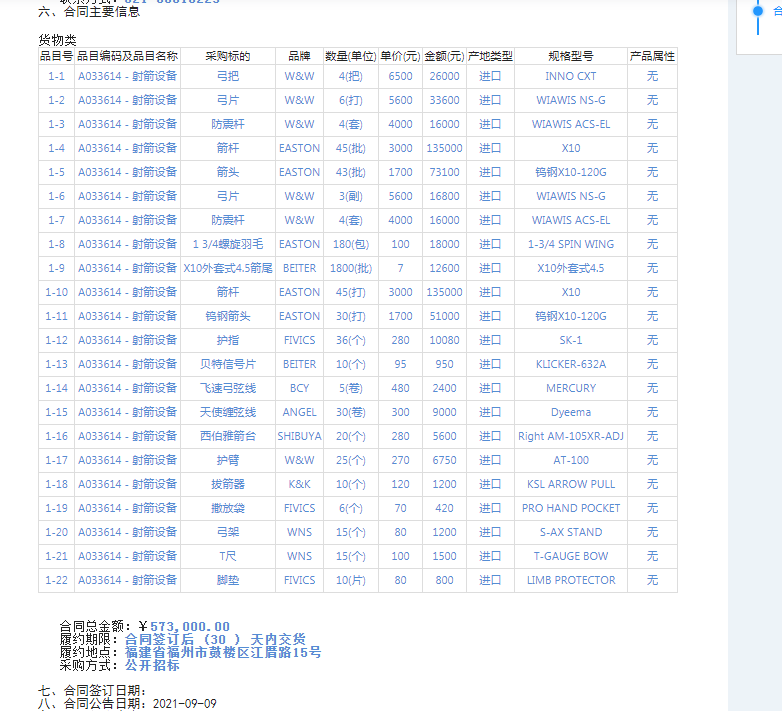 六、合同主要信息
货物类
品目号 品目编码及品目名称 采购标的 品牌 数量(单位) 单价(元) 金额(元) 产地类型 规格型号 产品属性
1-1 A033614 - 射箭设备 弓把 W&W 4(把) 6500 26000 进口 INNO CXT 无
1-2 A033614 - 射箭设备 弓片 W&W 6(打) 5600 33600 进口 WIAWIS NS-G 无
1-3 A033614 - 射箭设备 防震杆 W&W 4(套) 4000 16000 进口 WIAWIS ACS-EL 无
1-4 A033614 - 射箭设备 箭杆 EASTON 45(批) 3000 135000 进口 X10 无
1-5 A033614 - 射箭设备 箭头 EASTON 43(批) 1700 73100 进口 钨钢X10-120G 无
1-6 A033614 - 射箭设备 弓片 W&W 3(副) 5600 16800 进口 WIAWIS NS-G 无
1-7 A033614 - 射箭设备 防震杆 W&W 4(套) 4000 16000 进口 WIAWIS ACS-EL 无
1-8 A033614 - 射箭设备 1 3/4螺旋羽毛 EASTON 180(包) 100 18000 进口 1-3/4 SPIN WING 无
1-9 A033614 - 射箭设备 X10外套式4.5箭尾 BEITER 1800(批) 7 12600 进口 X10外套式4.5 无
1-10 A033614 - 射箭设备 箭杆 EASTON 45(打) 3000 135000 进口 X10 无
1-11 A033614 - 射箭设备 钨钢箭头 EASTON 30(打) 1700 51000 进口 钨钢X10-120G 无
1-12 A033614 - 射箭设备 护指 FIVICS 36(个) 280 10080 进口 SK-1 无
1-13 A033614 - 射箭设备 贝特信号片 BEITER 10(个) 95 950 进口 KLICKER-632A 无
1-14 A033614 - 射箭设备 飞速弓弦线 BCY 5(卷) 480 2400 进口 MERCURY 无
1-15 A033614 - 射箭设备 天使缠弦线 ANGEL 30(卷) 300 9000 进口 Dyeema 无
1-16 A033614 - 射箭设备 西伯雅箭台 SHIBUYA 20(个) 280 5600 进口 Right AM-105XR-ADJ 无
1-17 A033614 - 射箭设备 护臂 W&W 25(个) 270 6750 进口 AT-100 无
1-18 A033614 - 射箭设备 拔箭器 K&K 10(个) 120 1200 进口 KSL ARROW PULL 无
1-19 A033614 - 射箭设备 撒放袋 FIVICS 6(个) 70 420 进口 PRO HAND POCKET 无
1-20 A033614 - 射箭设备 弓架 WNS 15(个) 80 1200 进口 S-AX STAND 无
1-21 A033614 - 射箭设备 T尺 WNS 15(个) 100 1500 进口 T-GAUGE BOW 无
1-22 A033614 - 射箭设备 脚垫 FIVICS 10(片) 80 800 进口 LIMB PROTECTOR 无
合同总金额：￥573,000.00
履约期限：合同签订后 (30 ) 天内交货
履约地点：福建省福州市鼓楼区江厝路15号
采购方式：公开招标
七、合同签订日期：
八、合同公告日期：2021-09-09